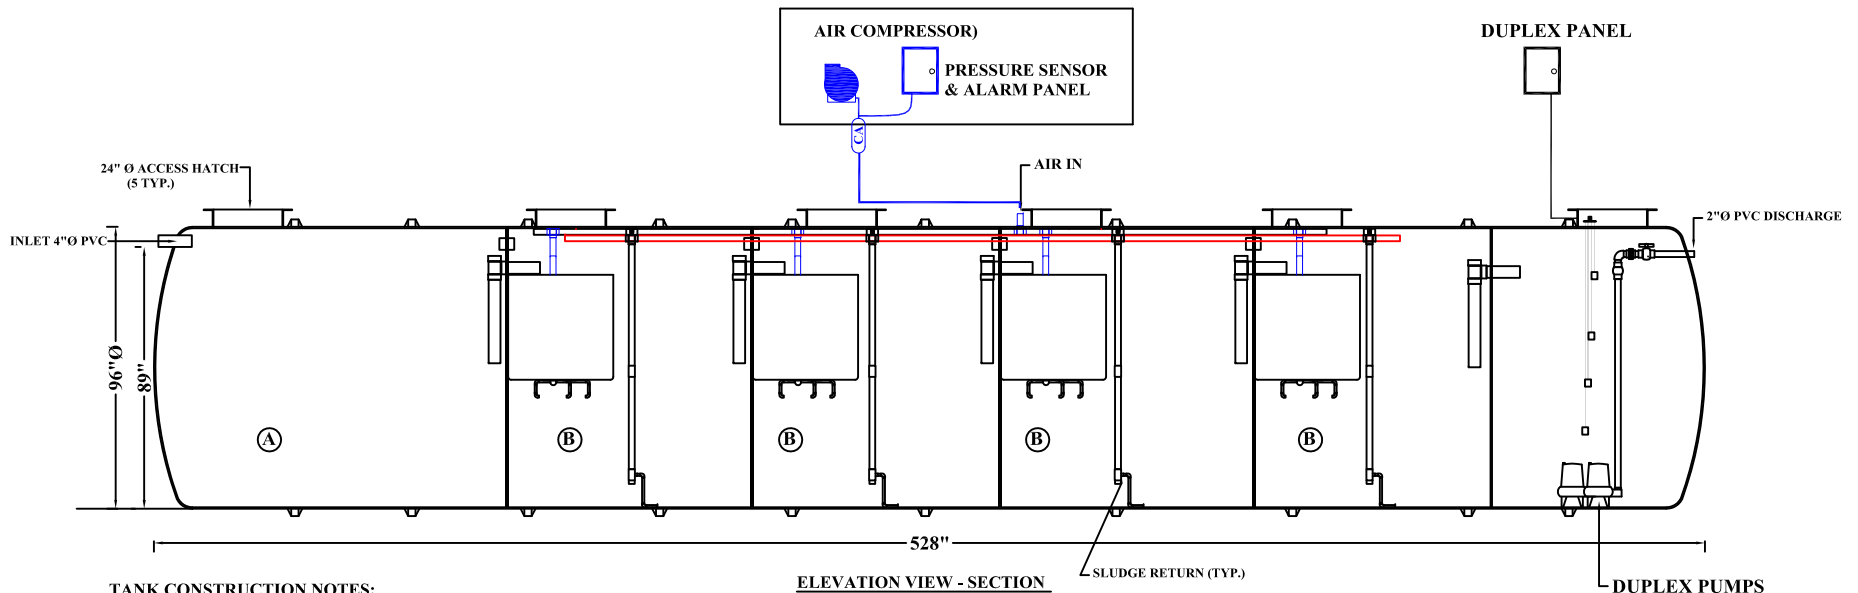 AIR COMPRESSOR)
PRESSURE SENSOR
& ALARM PANEL
DUPLEX PANEL
CA
24" Ø ACCESS HATCH
(5 TYP.)
AIR IN
INLET 4"Ø PVC
2"Ø PVC DISCHARGE
96"Ø
89"
A
B
B
B
B
528"
SLUDGE RETURN (TYP.)
ELEVATION VIEW - SECTION
DUPLEX PUMPS
TANK CONSTRUCTION NOTES: